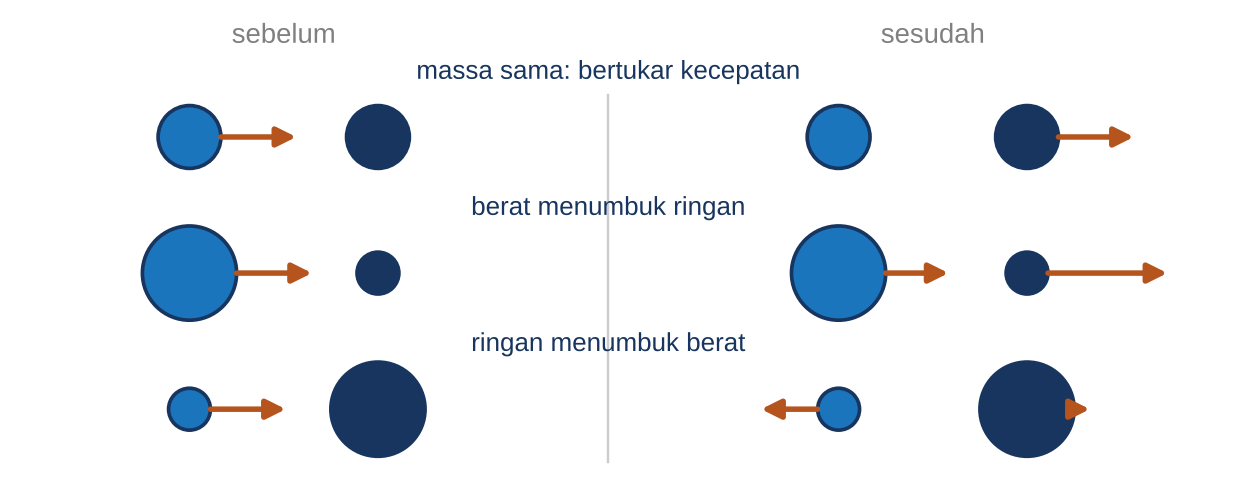 sebelum
sesudah
massa sama: bertukar kecepatan
berat menumbuk ringan
ringan menumbuk berat